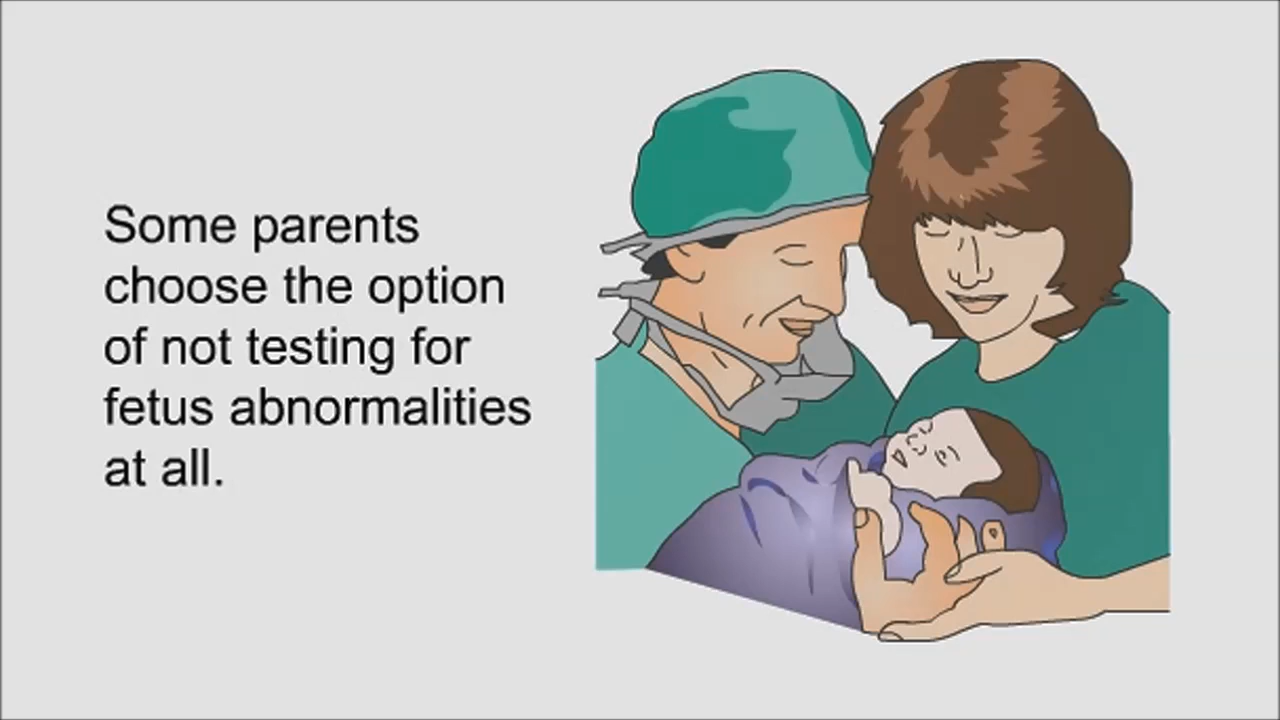 Some parents
choose the option
of not testing for
fetus abnormalities
at all.